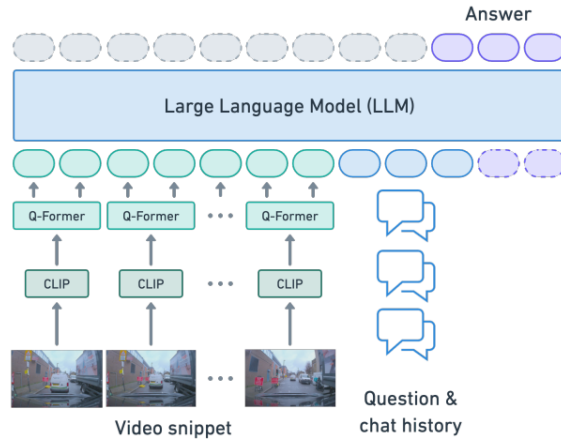 Answer
Large Language Model (LLM)
Q-Former Q-Former ... Q-Former
CLIP CLIP ... CLIP
...
Video snippet
Question &
chat history